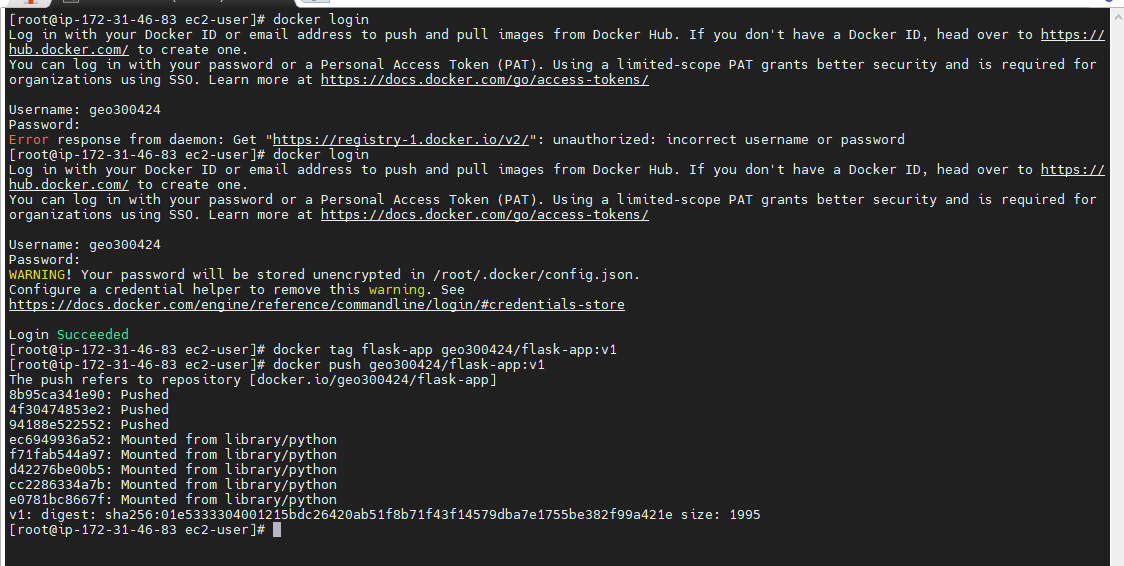 [root@ip-172-31-46-83 ec2-user]# docker login
Log in with your Docker ID or email address to push and pull images from Docker Hub. If you don't have a Docker ID, head over to https://
hub.docker.com/ to create one.
You can log in with your password or a Personal Access Token (PAT). Using a limited-scope PAT grants better security and is required for
organizations using SSO. Learn more at https://docs.docker.com/go/access-tokens/

Username: geo300424
Password:
Error response from daemon: Get "https://registry-1.docker.io/v2/": unauthorized: incorrect username or password
[root@ip-172-31-46-83 ec2-user]# docker login
Log in with your Docker ID or email address to push and pull images from Docker Hub. If you don't have a Docker ID, head over to https://
hub.docker.com/ to create one.
You can log in with your password or a Personal Access Token (PAT). Using a limited-scope PAT grants better security and is required for
organizations using SSO. Learn more at https://docs.docker.com/go/access-tokens/

Username: geo300424
Password:
WARNING! Your password will be stored unencrypted in /root/.docker/config.json.
Configure a credential helper to remove this warning. See
https://docs.docker.com/engine/reference/commandline/login/#credentials-store

Login Succeeded
[root@ip-172-31-46-83 ec2-user]# docker tag flask-app geo300424/flask-app:v1
[root@ip-172-31-46-83 ec2-user]# docker push geo300424/flask-app:v1
The push refers to repository [docker.io/geo300424/flask-app]
8b95ca341e90: Pushed
4f30474853e2: Pushed
94188e522552: Pushed
ec6949936a52: Mounted from library/python
f71fab544a97: Mounted from library/python
d42276be00b5: Mounted from library/python
cc2286334a7b: Mounted from library/python
e0781bc8667f: Mounted from library/python
v1: digest: sha256:01e5333304001215bdc26420ab51f8b71f43f14579dba7e1755be382f99a421e size: 1995
[root@ip-172-31-46-83 ec2-user]#